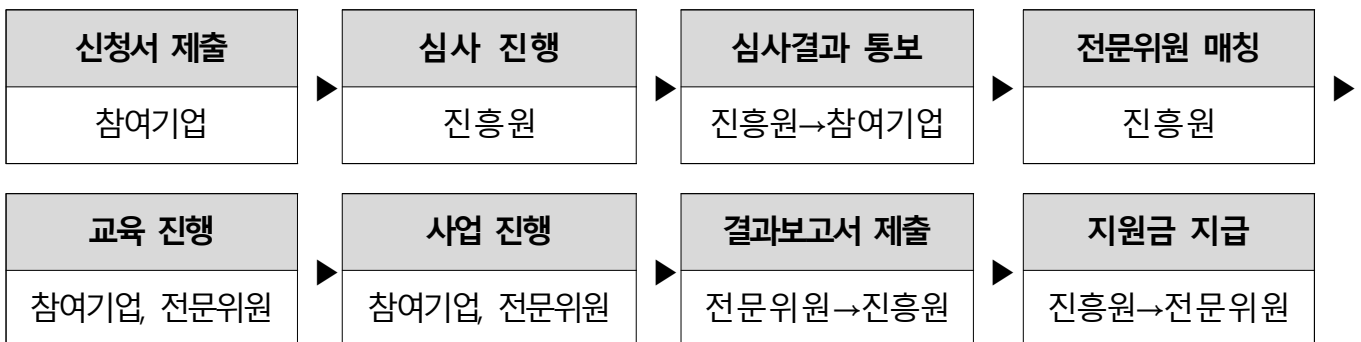 신청서 제출 ▶ 심사 진행 ▶ 심사결과 통보 ▶ 전문위원 매칭 ▶
참여기업 진흥원 진흥원→참여기업 진흥원
교육 진행 ▶ 사업 진행 ▶ 결과보고서 제출 ▶ 지원금 지급
참여기업, 전문위원 참여기업, 전문위원 전문위원→진흥원 진흥원→전문위원